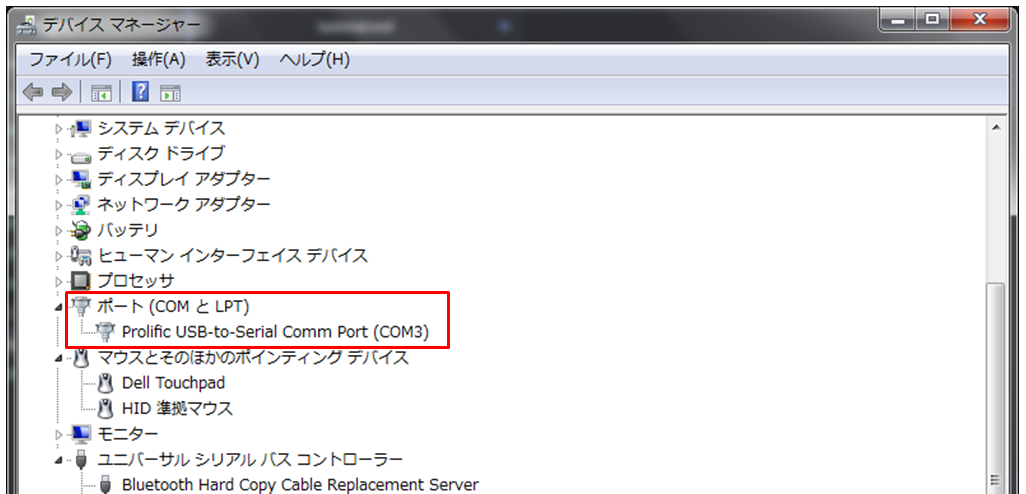 デバイス マネージャー
ファイル(F) 操作(A) 表示(V) ヘルプ(H)
システム デバイス
ディスク ドライブ
ディスプレイ アダプター
ネットワーク アダプター
バッテリ
ヒューマン インターフェイス デバイス
プロセッサ
ポート (COM と LPT)
Prolific USB-to-Serial Comm Port (COM3)
マウスとそのほかのポインティング デバイス
Dell Touchpad
HID 準拠マウス
モニター
ユニバーサル シリアル バス コントローラー
Bluetooth Hard Copy Cable Replacement Server